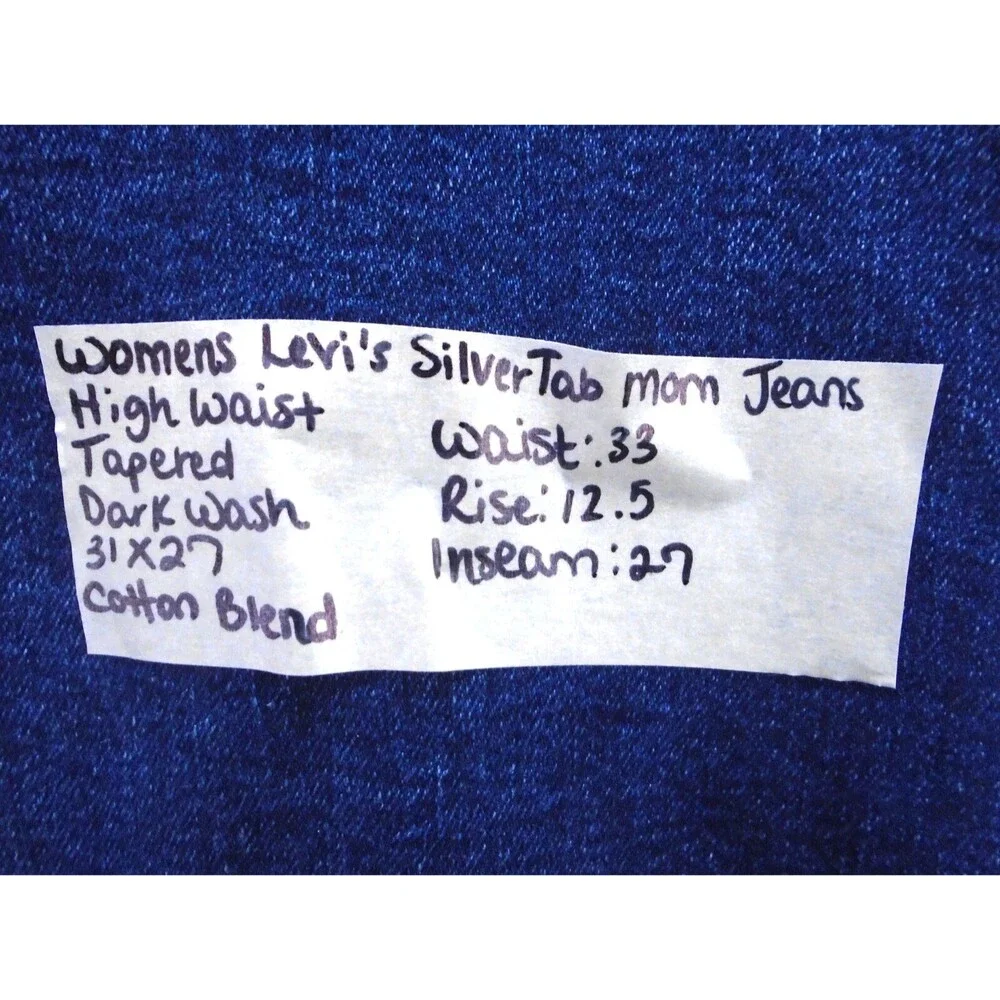 Womens Levi's SilverTab mom Jeans
High Waist
Tapered
Dark Wash
31X27
Cotton Blend
Waist: 33
Rise: 12.5
Inseam: 27